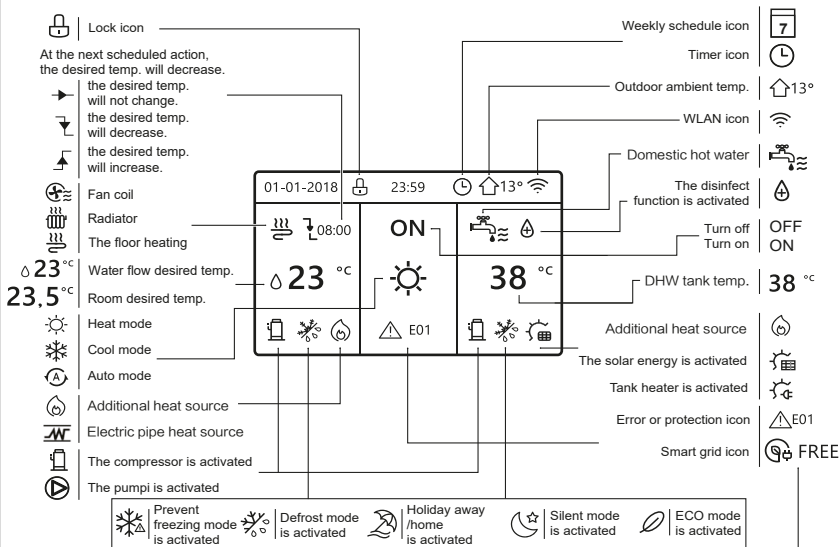 Lock icon
At the next scheduled action,
the desired temp. will decrease.
the desired temp.
will not change.
the desired temp.
will decrease.
the desired temp.
will increase.
Fan coil
Radiator
The floor heating
23°C Water flow desired temp.
23.5°C Room desired temp.
Heat mode
Cool mode
A Auto mode
Additional heat source
Electric pipe heat source
The compressor is activated
The pumpi is activated
01-01-2018 23:59 13°
08:00 ON
23 °C 38 °C
E01
Weekly schedule icon 7
Timer icon
Outdoor ambient temp. 13°
WLAN icon
Domestic hot water
The disinfect
function is activated
Turn off OFF
Turn on ON
DHW tank temp. 38 °C
Additional heat source
The solar energy is activated
Tank heater is activated
Error or protection icon E01
Smart grid icon FREE
Prevent
freezing mode
is activated
Defrost mode
is activated
Holiday away
/home
is activated
Silent mode
is activated
ECO mode
is activated